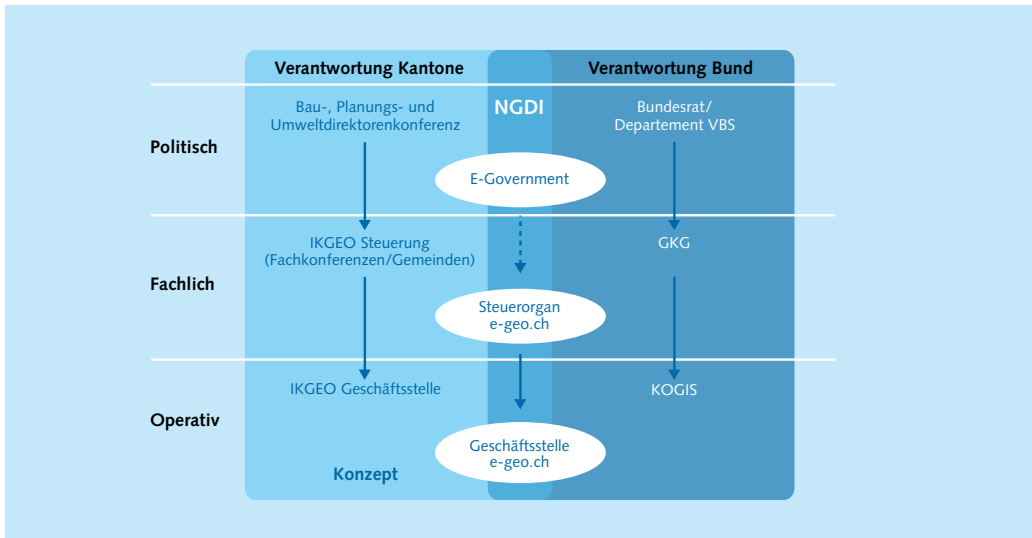 Verantwortung Kantone
Verantwortung Bund
NGDI
Politisch
Bau-, Planungs- und
Umweltdirektorenkonferenz
Bundesrat/
Departement VBS
E-Government
Fachlich
IKGEO Steuerung
(Fachkonferenzen/Gemeinden)
GKG
Steuerorgan
e-geo.ch
Operativ
IKGEO Geschäftsstelle
KOGIS
Geschäftsstelle
e-geo.ch
Konzept